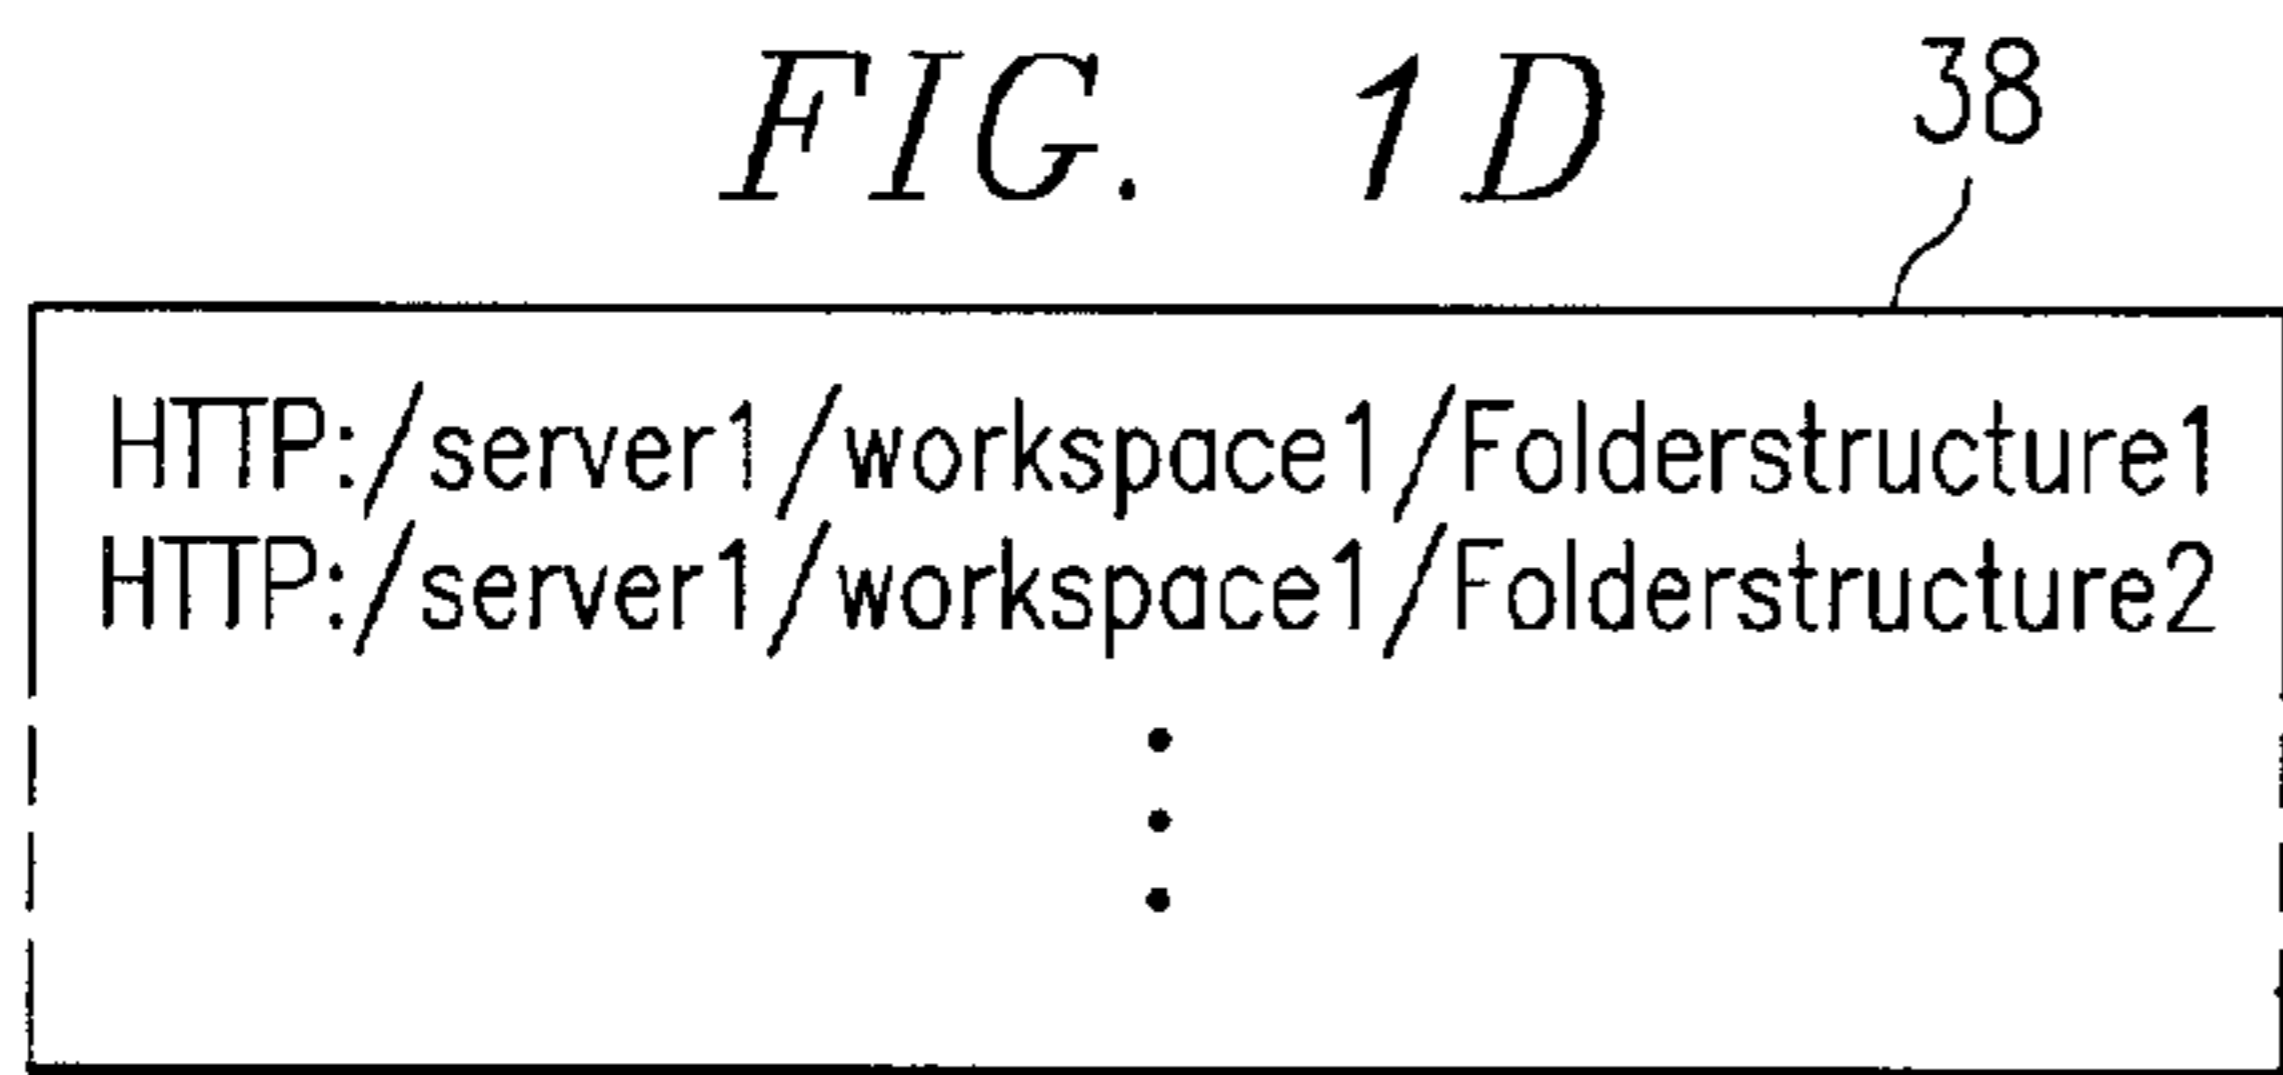 FIG. 1D
38
HTTP:/server1/workspace1/Folderstructure1
HTTP:/server1/workspace1/Folderstructure2